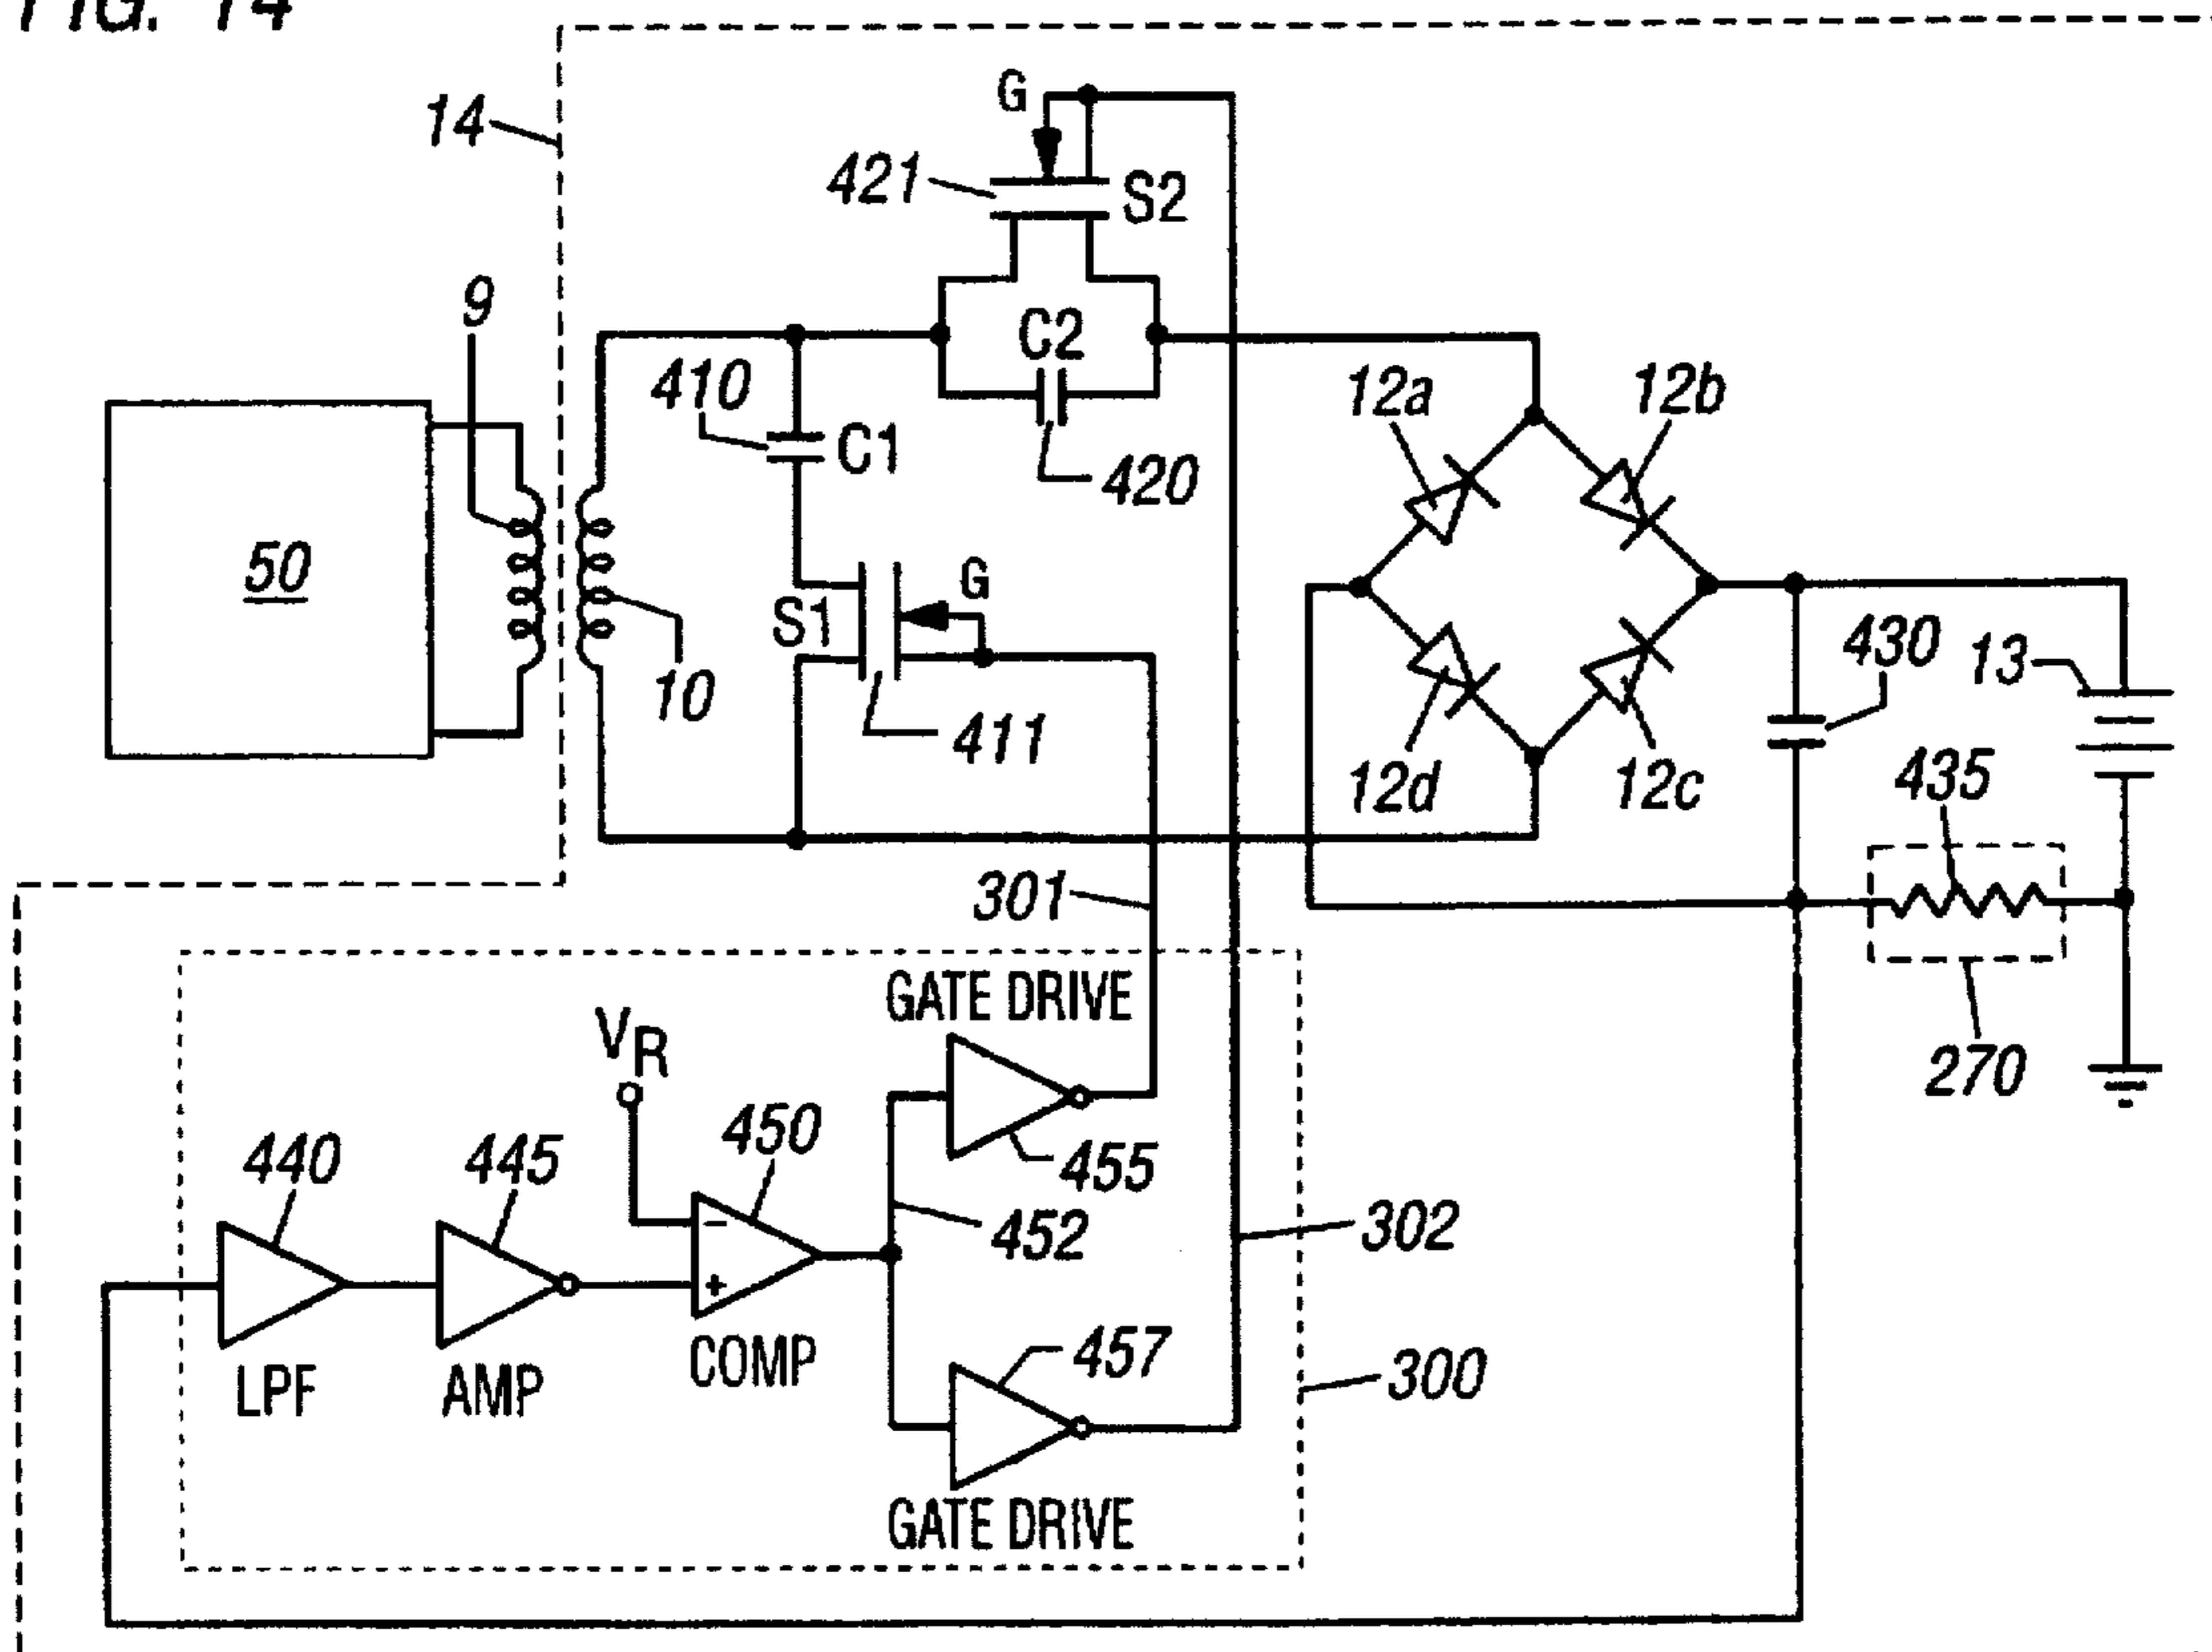 FIG. 14
14
G
421
S2
9
C2
410
C1
420
12a
12b
50
S1
G
10
411
12d
12c
430
13
435
301
270
GATE DRIVE
VR
440
445
450
455
452
302
LPF
AMP
COMP
457
300
GATE DRIVE
-
+